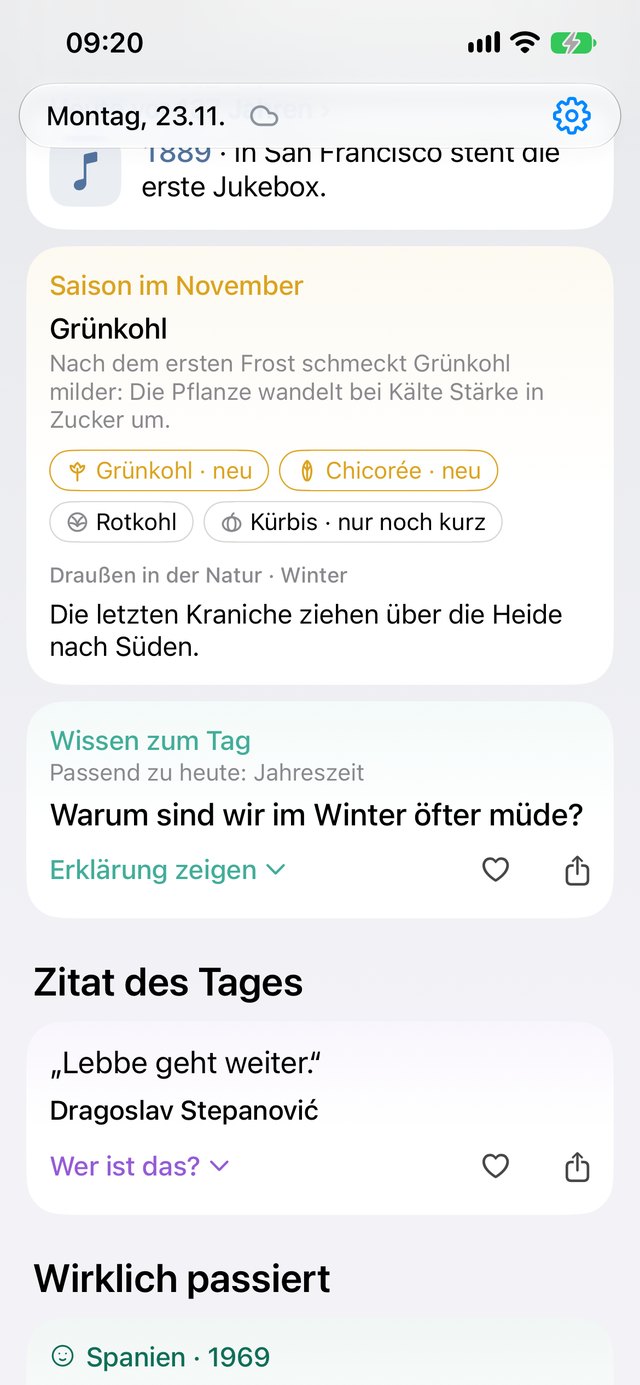 09:20
Montag, 23.11.
1889 · In San Francisco steht die
erste Jukebox.
Saison im November
Grünkohl
Nach dem ersten Frost schmeckt Grünkohl
milder: Die Pflanze wandelt bei Kälte Stärke in
Zucker um.
Grünkohl · neu
Chicorée · neu
Rotkohl
Kürbis · nur noch kurz
Draußen in der Natur · Winter
Die letzten Kraniche ziehen über die Heide
nach Süden.
Wissen zum Tag
Passend zu heute: Jahreszeit
Warum sind wir im Winter öfter müde?
Erklärung zeigen
Zitat des Tages
„Lebbe geht weiter.“
Dragoslav Stepanović
Wer ist das?
Wirklich passiert
Spanien · 1969